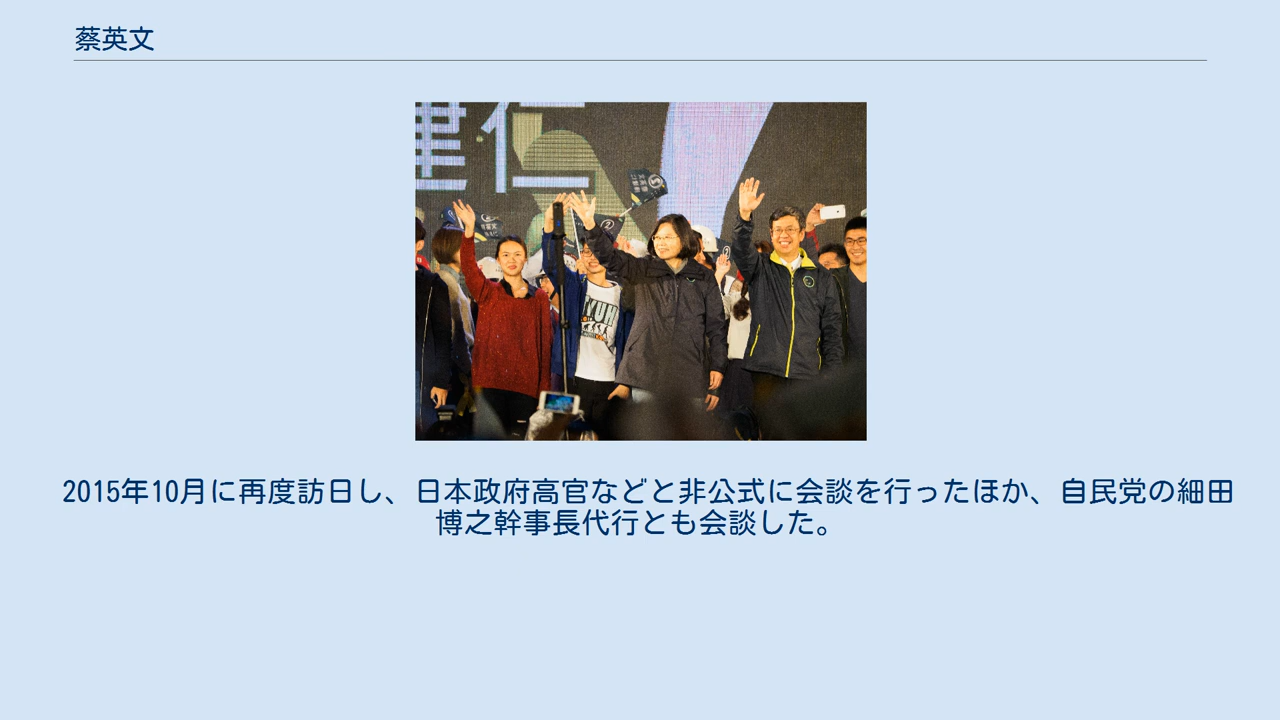 蔡英文
建仁
YUH
2015年10月に再度訪日し、日本政府高官などと非公式に会談を行ったほか、自民党の細田
博之幹事長代行とも会談した。